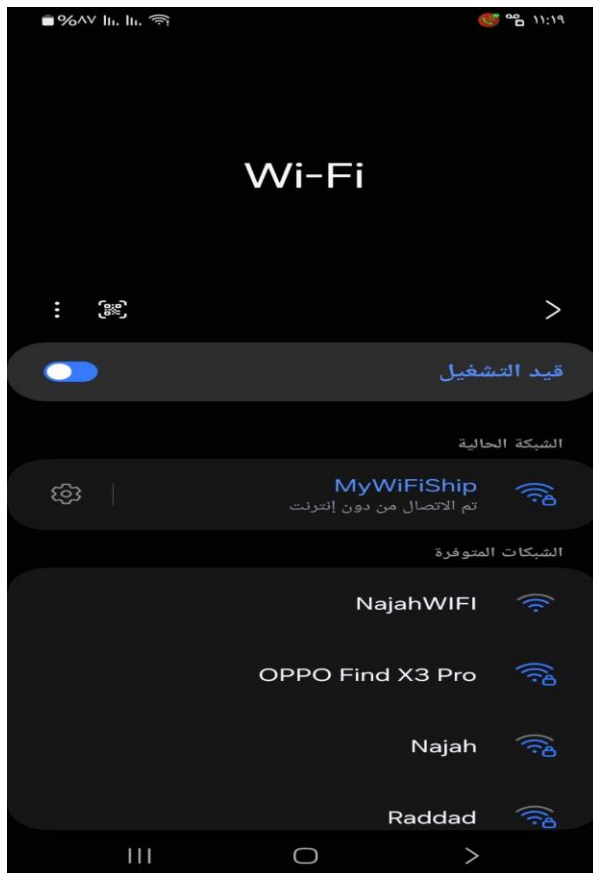 ١١:١٩
%٨٧
Wi-Fi
قيد التشغيل
الشبكة الحالية
MyWiFiShip
تم الاتصال من دون إنترنت
الشبكات المتوفرة
NajahWIFI
OPPO Find X3 Pro
Najah
Raddad